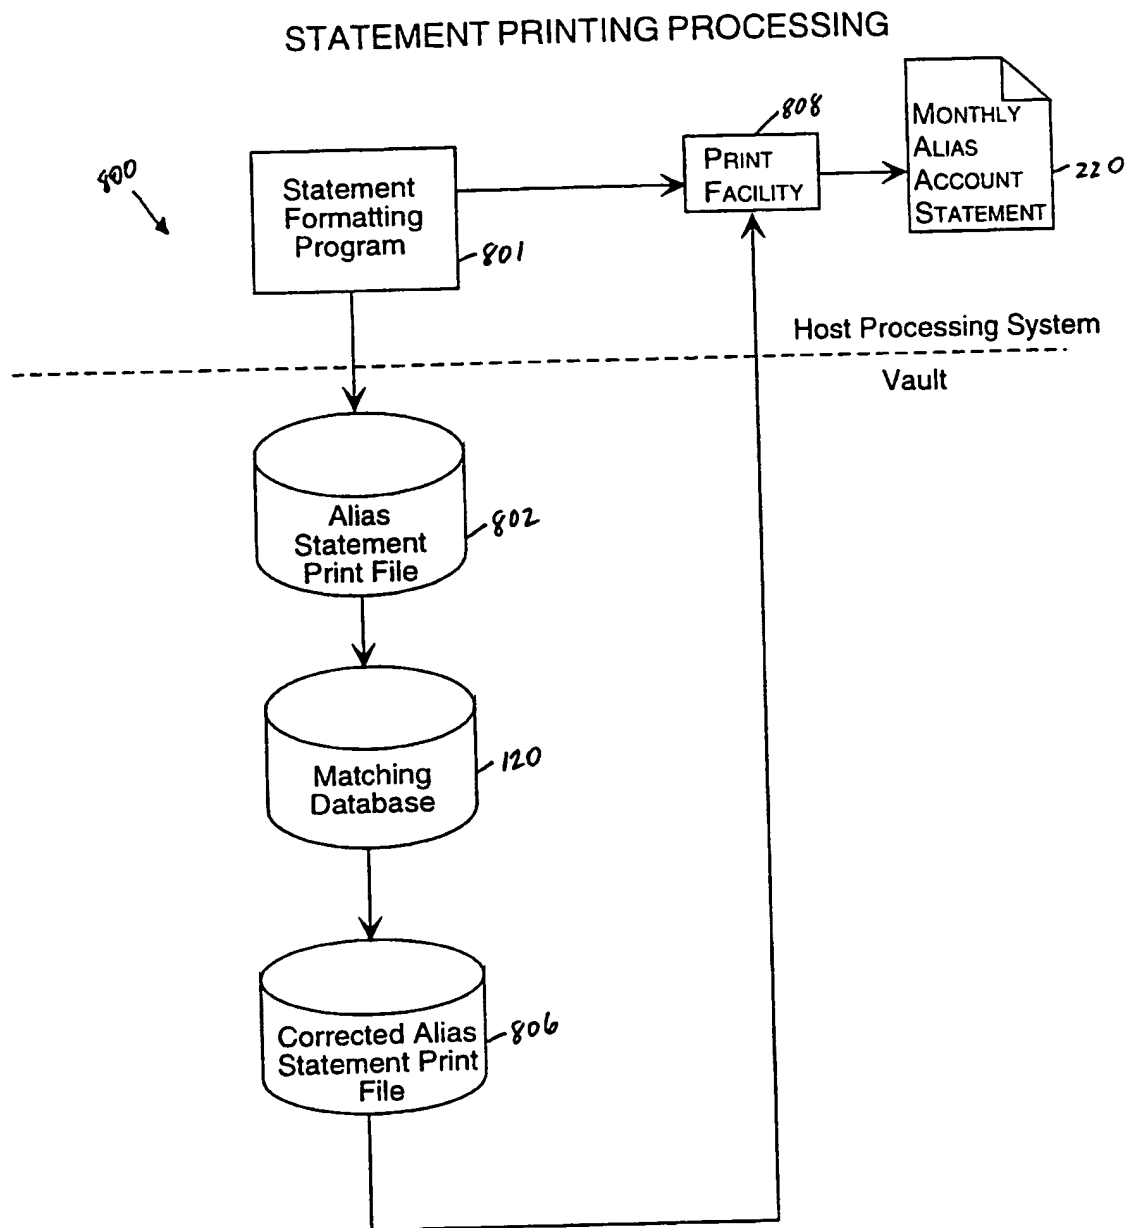 STATEMENT PRINTING PROCESSING
800
Statement
Formatting
Program
801
808
PRINT
FACILITY
MONTHLY
ALIAS
ACCOUNT
STATEMENT
220
Host Processing System
Vault
Alias
Statement
Print File
802
Matching
Database
120
Corrected Alias
Statement Print
File
806